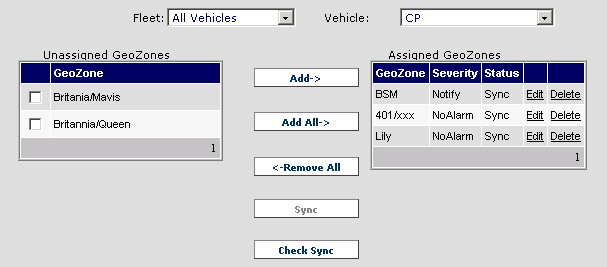 Fleet: All Vehicles Vehicle: CP
Unassigned GeoZones
GeoZone
Britania/Mavis
Britannia/Queen
1
Add->
Add All->
<-Remove All
Sync
Check Sync
Assigned GeoZones
GeoZone Severity Status
BSM Notify Sync Edit Delete
401/xxx NoAlarm Sync Edit Delete
Lily NoAlarm Sync Edit Delete
1